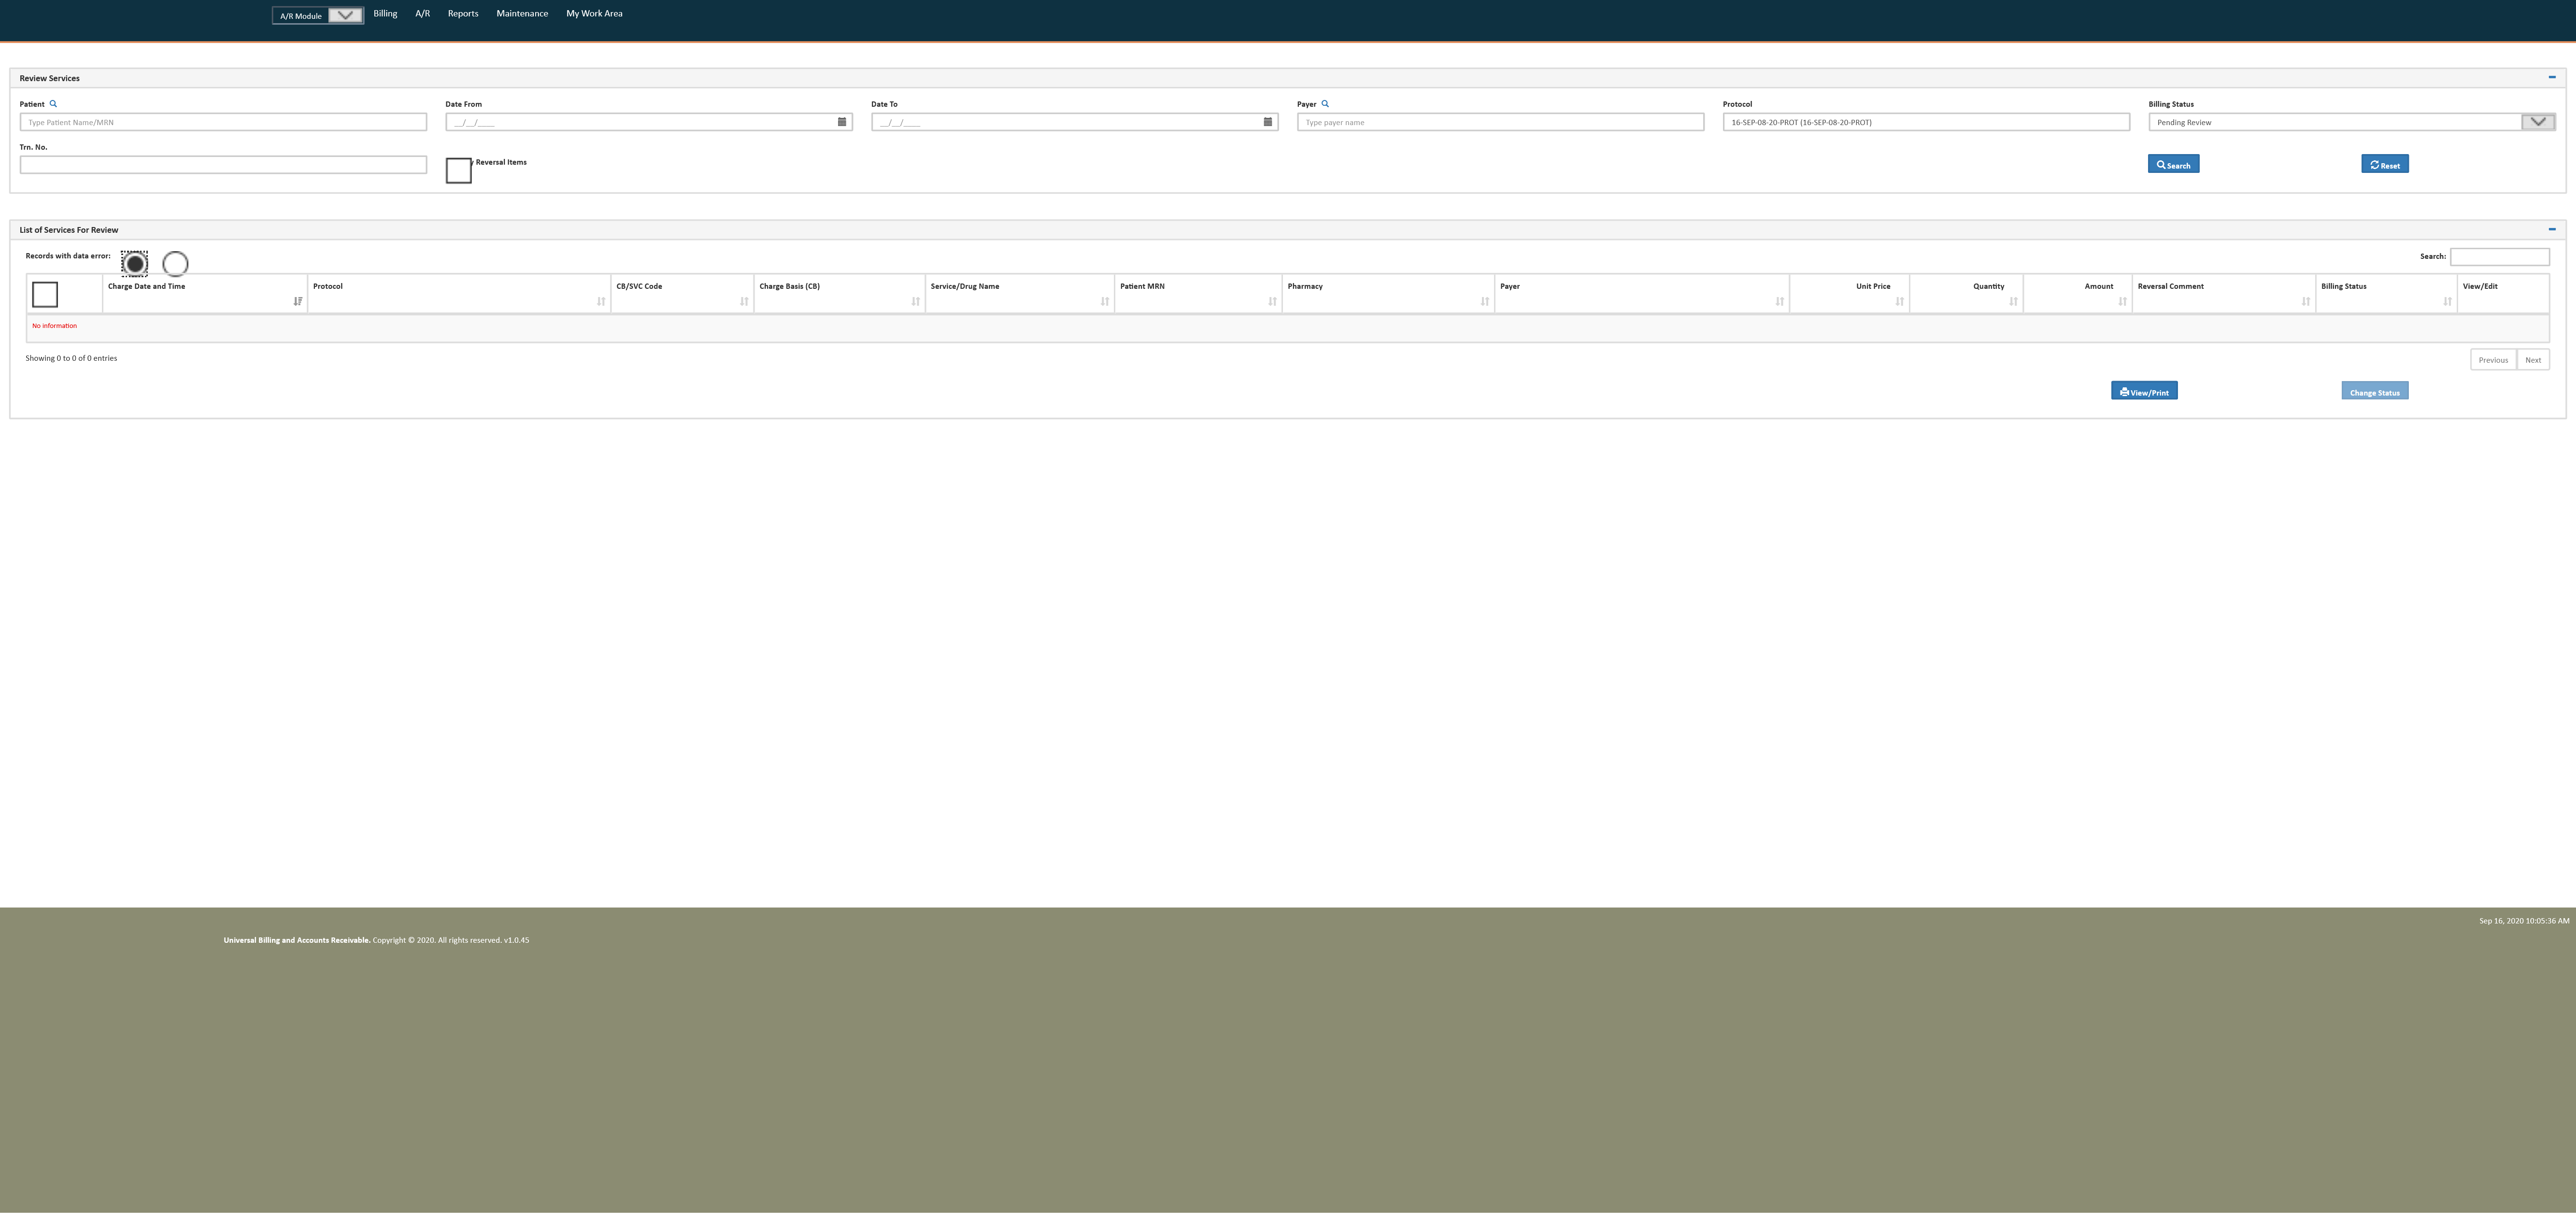 A/R Module Billing A/R Reports Maintenance My Work Area
Review Services
Patient Date From Date To Payer Protocol Billing Status
Type Patient Name/MRN __/__/____ __/__/____ Type payer name 16-SEP-08-20-PROT (16-SEP-08-20-PROT) Pending Review
Trn. No.
Reversal Items Search Reset
List of Services For Review
Records with data error: Search:
Charge Date and Time Protocol CB/SVC Code Charge Basis (CB) Service/Drug Name Patient MRN Pharmacy Payer Unit Price Quantity Amount Reversal Comment Billing Status View/Edit
No information
Showing 0 to 0 of 0 entries Previous Next
View/Print Change Status
Sep 16, 2020 10:05:36 AM
Universal Billing and Accounts Receivable. Copyright © 2020. All rights reserved. v1.0.45